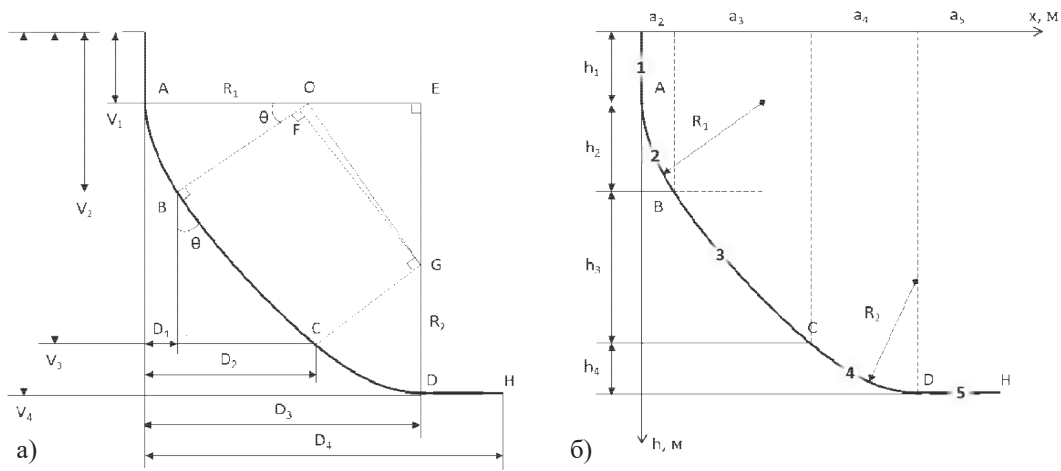 A
R₁
O
E
V₁
θ
F
B
V₂
θ
G
D₁
C
R₂
V₃
D₂
D
H
V₄
D₃
а)
D₄
a₂
a₃
a₄
a₅
x, м
h₁
1
A
R₁
h₂
2
B
h₃
3
R₂
C
h₄
4
D
H
5
б)
h, м